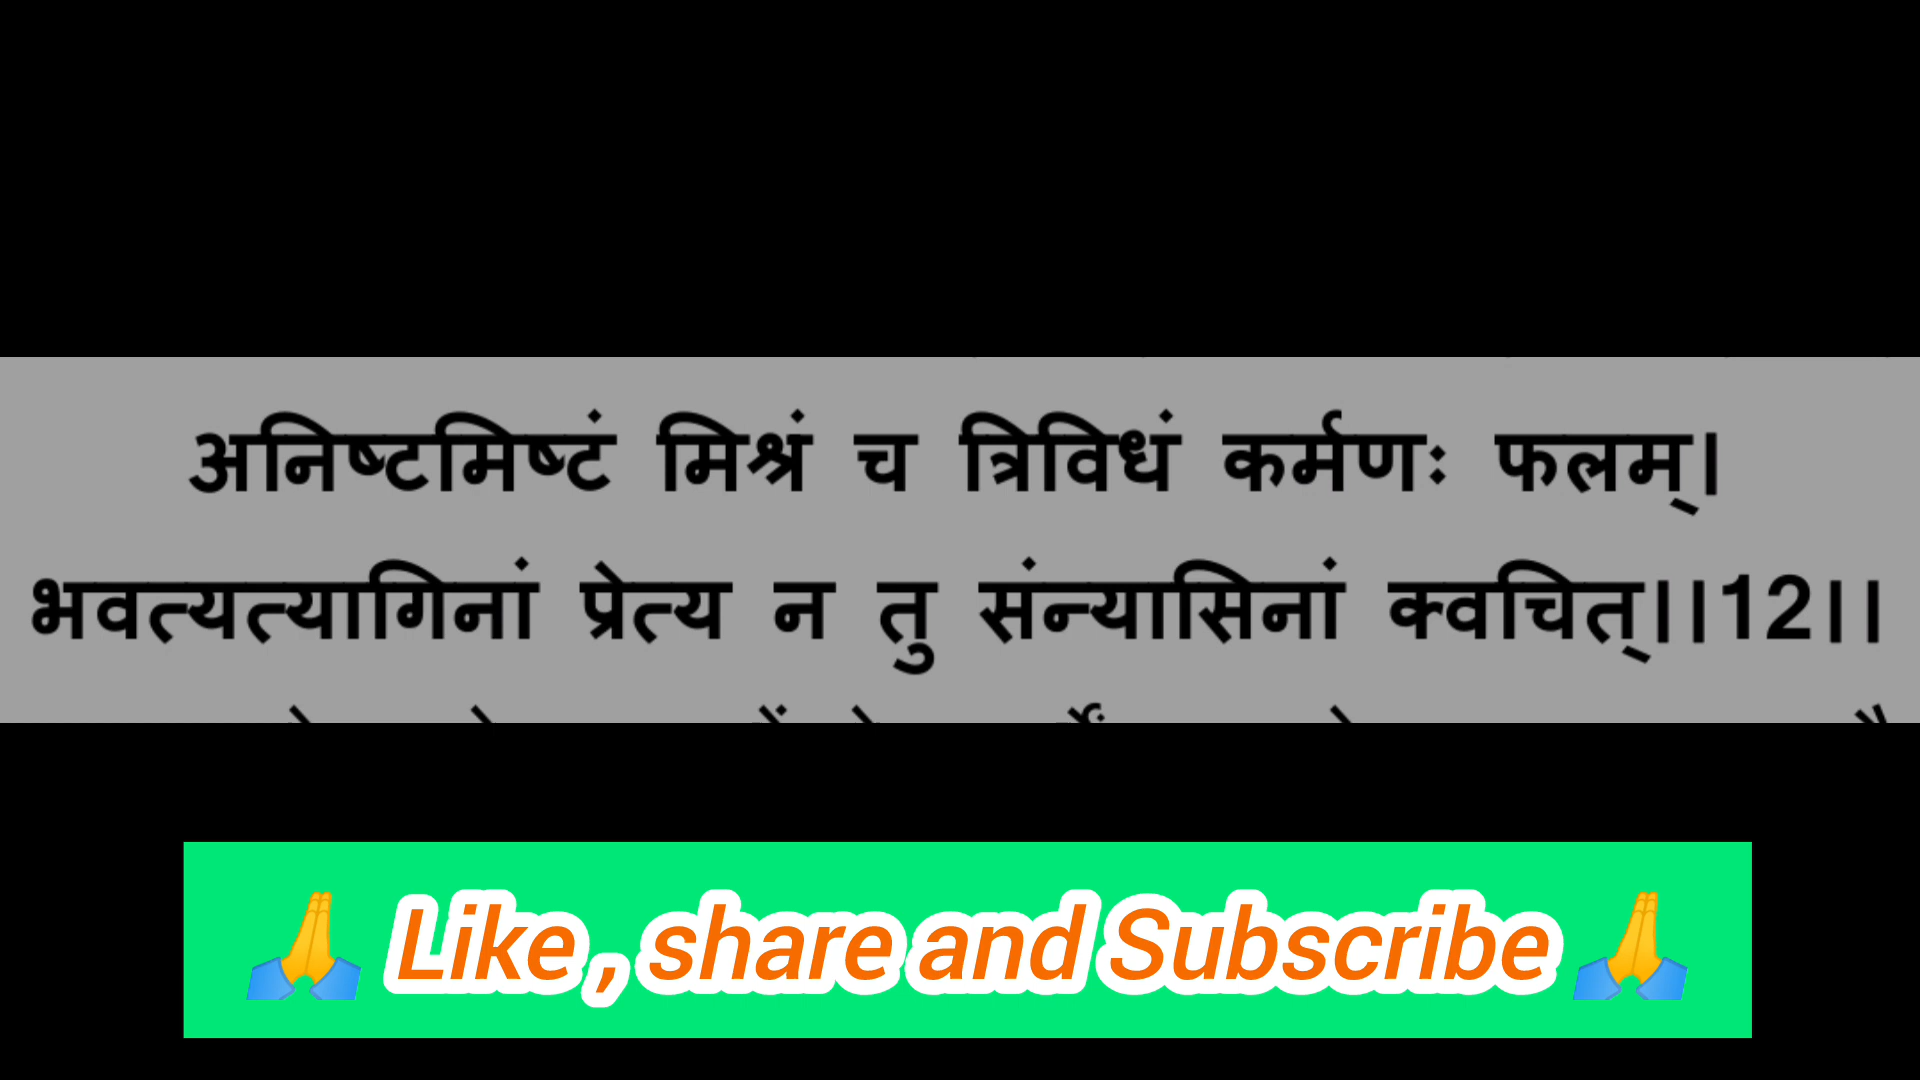 अनिष्टमिष्टं मिश्रं च त्रिविधं कर्मणः फलम्।
भवत्यत्यागिनां प्रेत्य न तु संन्यासिनां क्वचित्।।12।।
🙏 Like , share and Subscribe 🙏